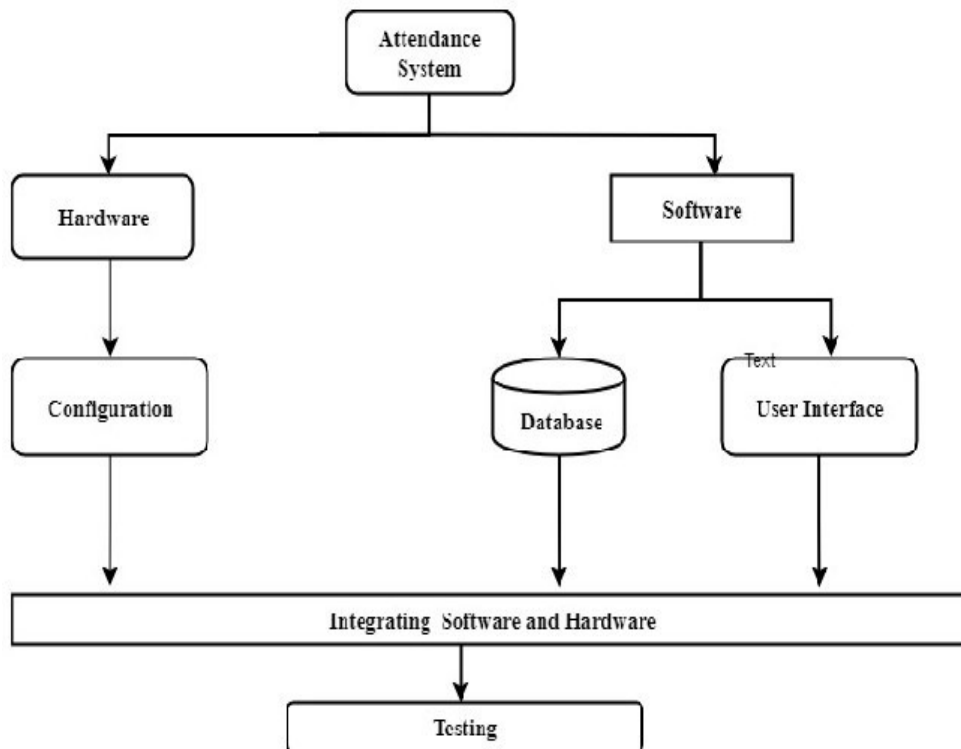 Attendance
System
Hardware
Software
Configuration
Database
Text
User Interface
Integrating Software and Hardware
Testing